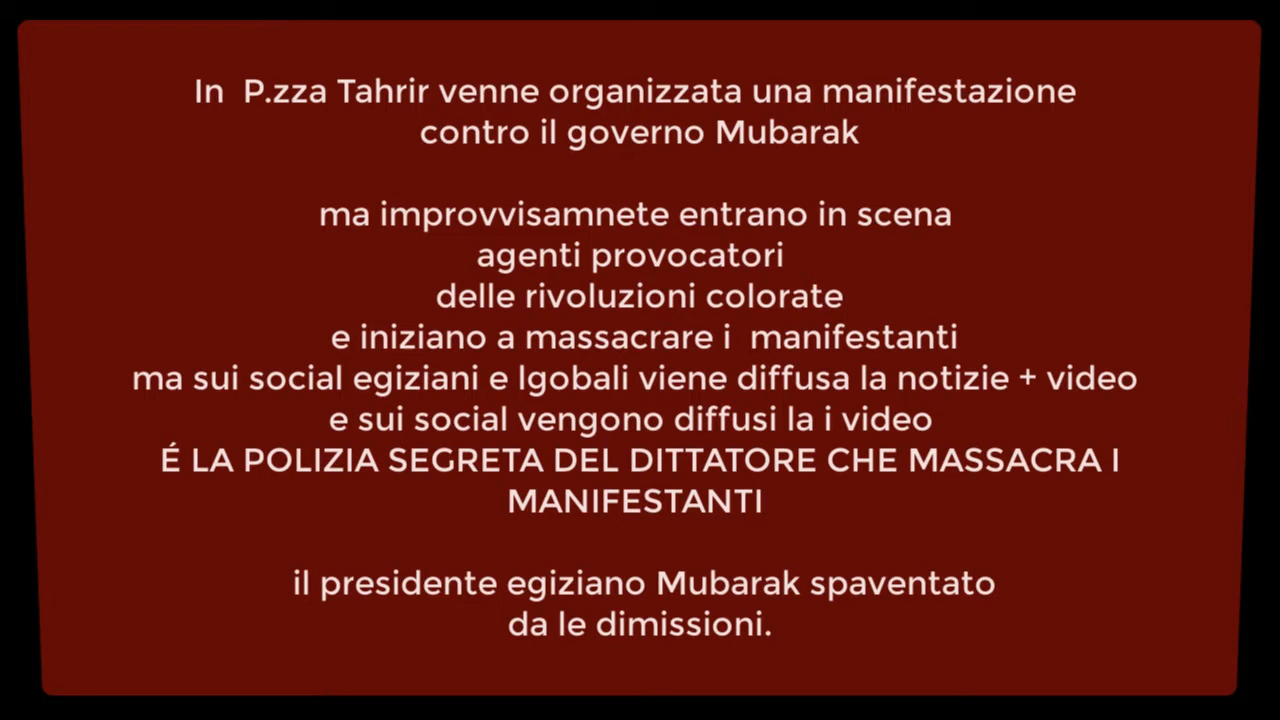 In  P.zza Tahrir venne organizzata una manifestazione
contro il governo Mubarak
ma improvvisamnete entrano in scena
agenti provocatori
delle rivoluzioni colorate
e iniziano a massacrare i  manifestanti
ma sui social egiziani e lgobali viene diffusa la notizie + video
e sui social vengono diffusi la i video
É LA POLIZIA SEGRETA DEL DITTATORE CHE MASSACRA I
MANIFESTANTI
il presidente egiziano Mubarak spaventato
da le dimissioni.